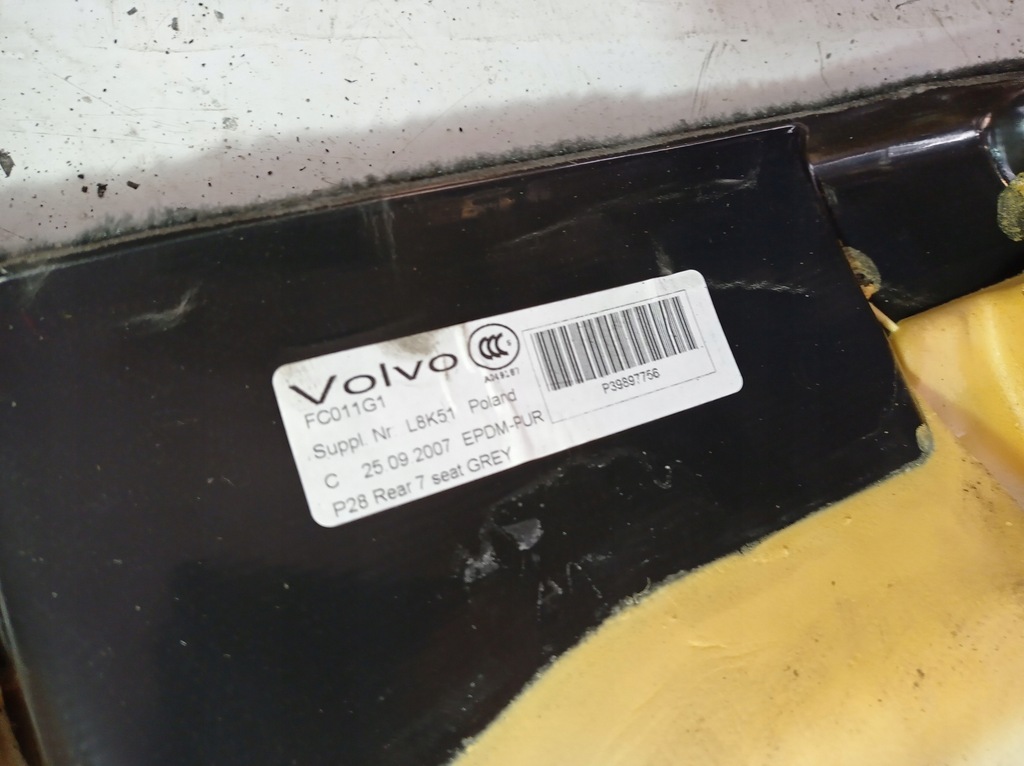 Volvo
FC011G1
Suppl. Nr L8K51 Poland
C 25 09 2007 EPDM-PUR
P28 Rear 7 seat GREY
P39897756